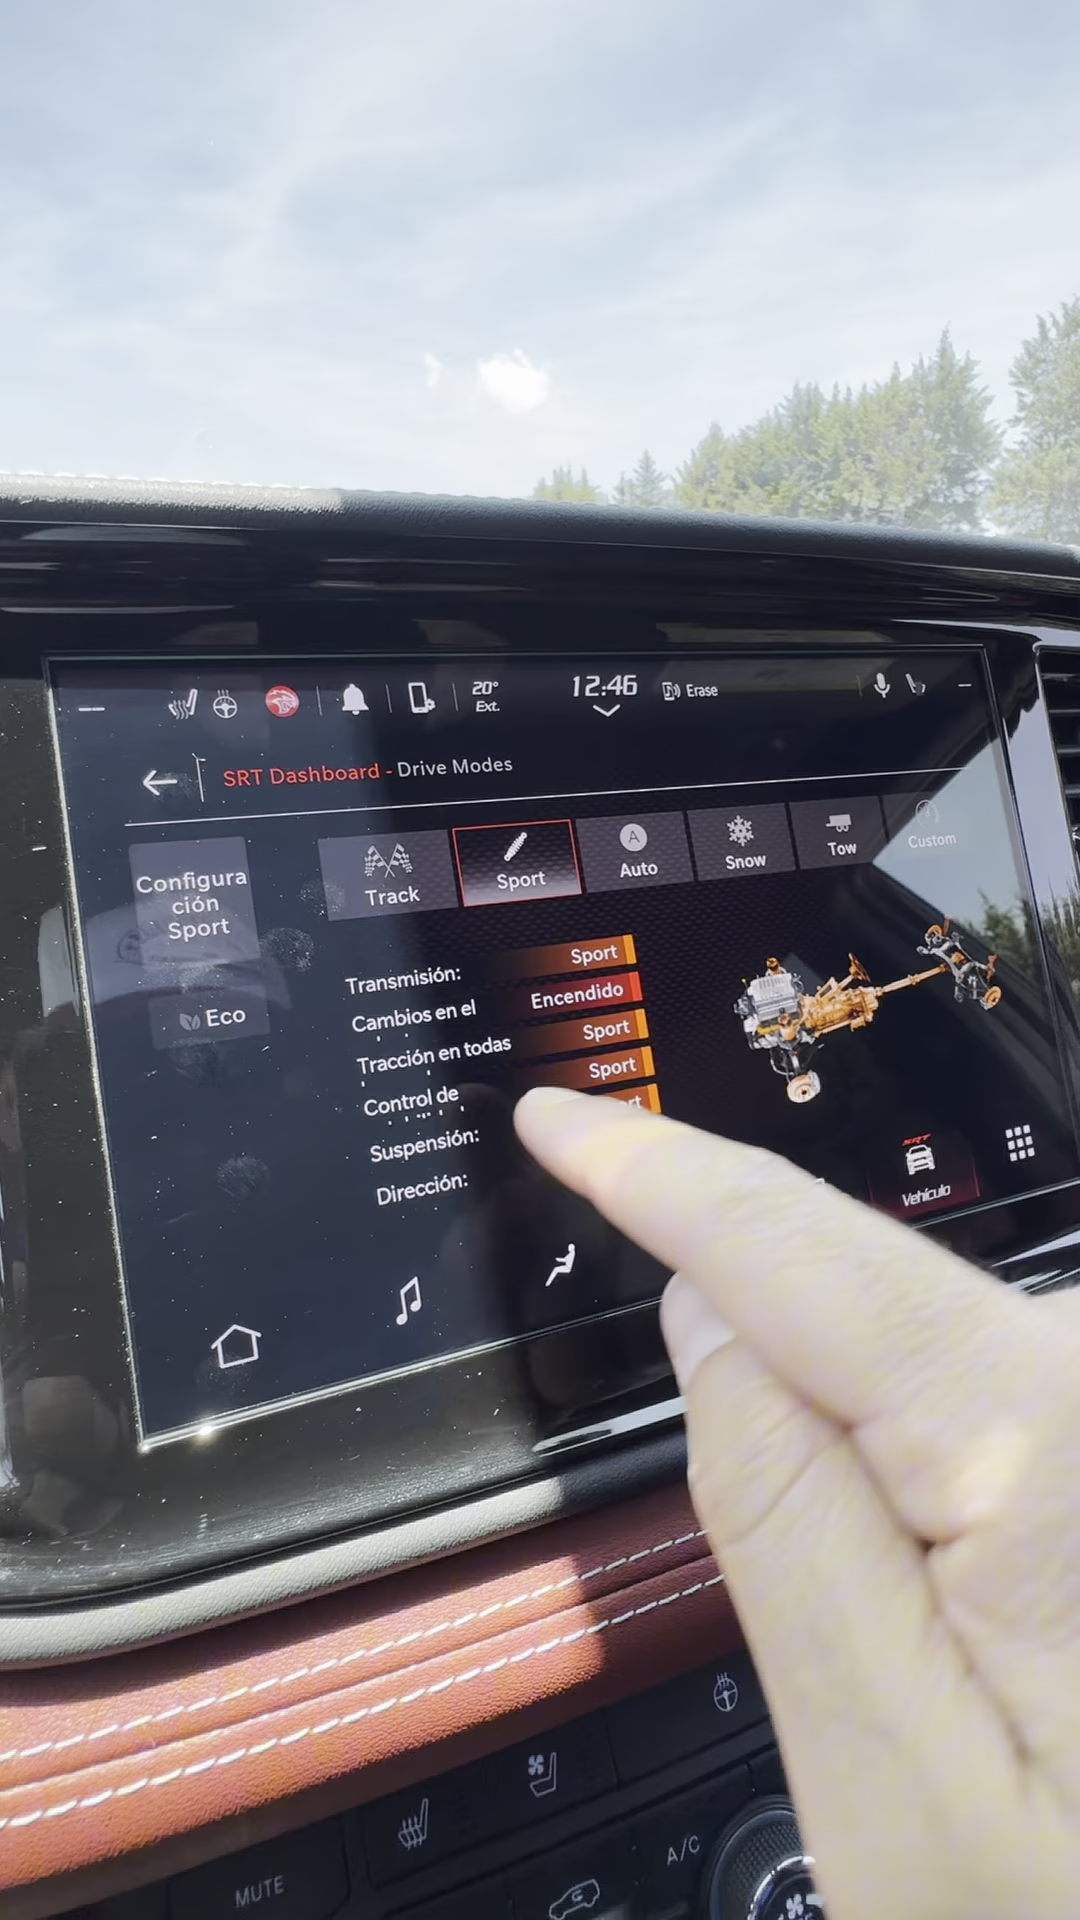 20°
Ext.
12:46
Erase
SRT Dashboard - Drive Modes
Configura
ción
Sport
Eco
Track
Sport
A
Auto
Snow
Tow
Custom
Transmisión: Sport
Cambios en el Encendido
Tracción en todas Sport
Control de Sport
Suspensión:
Dirección:
SRT
Vehículo
MUTE
A/C